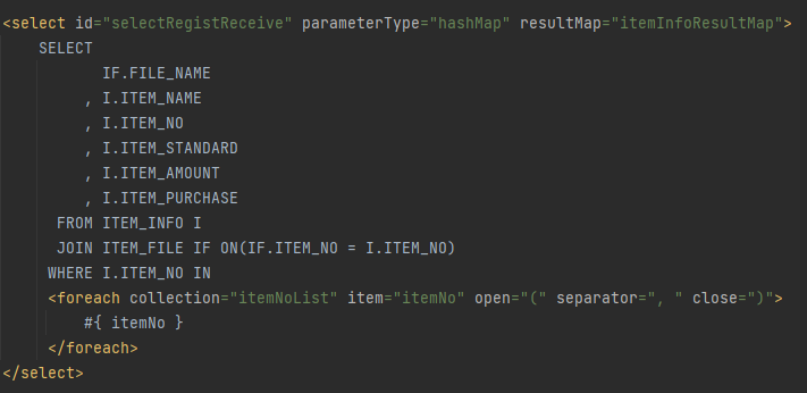 <select id="selectRegistReceive" parameterType="hashMap" resultMap="itemInfoResultMap">
SELECT
IF.FILE_NAME
, I.ITEM_NAME
, I.ITEM_NO
, I.ITEM_STANDARD
, I.ITEM_AMOUNT
, I.ITEM_PURCHASE
FROM ITEM_INFO I
JOIN ITEM_FILE IF ON(IF.ITEM_NO = I.ITEM_NO)
WHERE I.ITEM_NO IN
<foreach collection="itemNoList" item="itemNo" open="(" separator=", " close=")">
#{ itemNo }
</foreach>
</select>